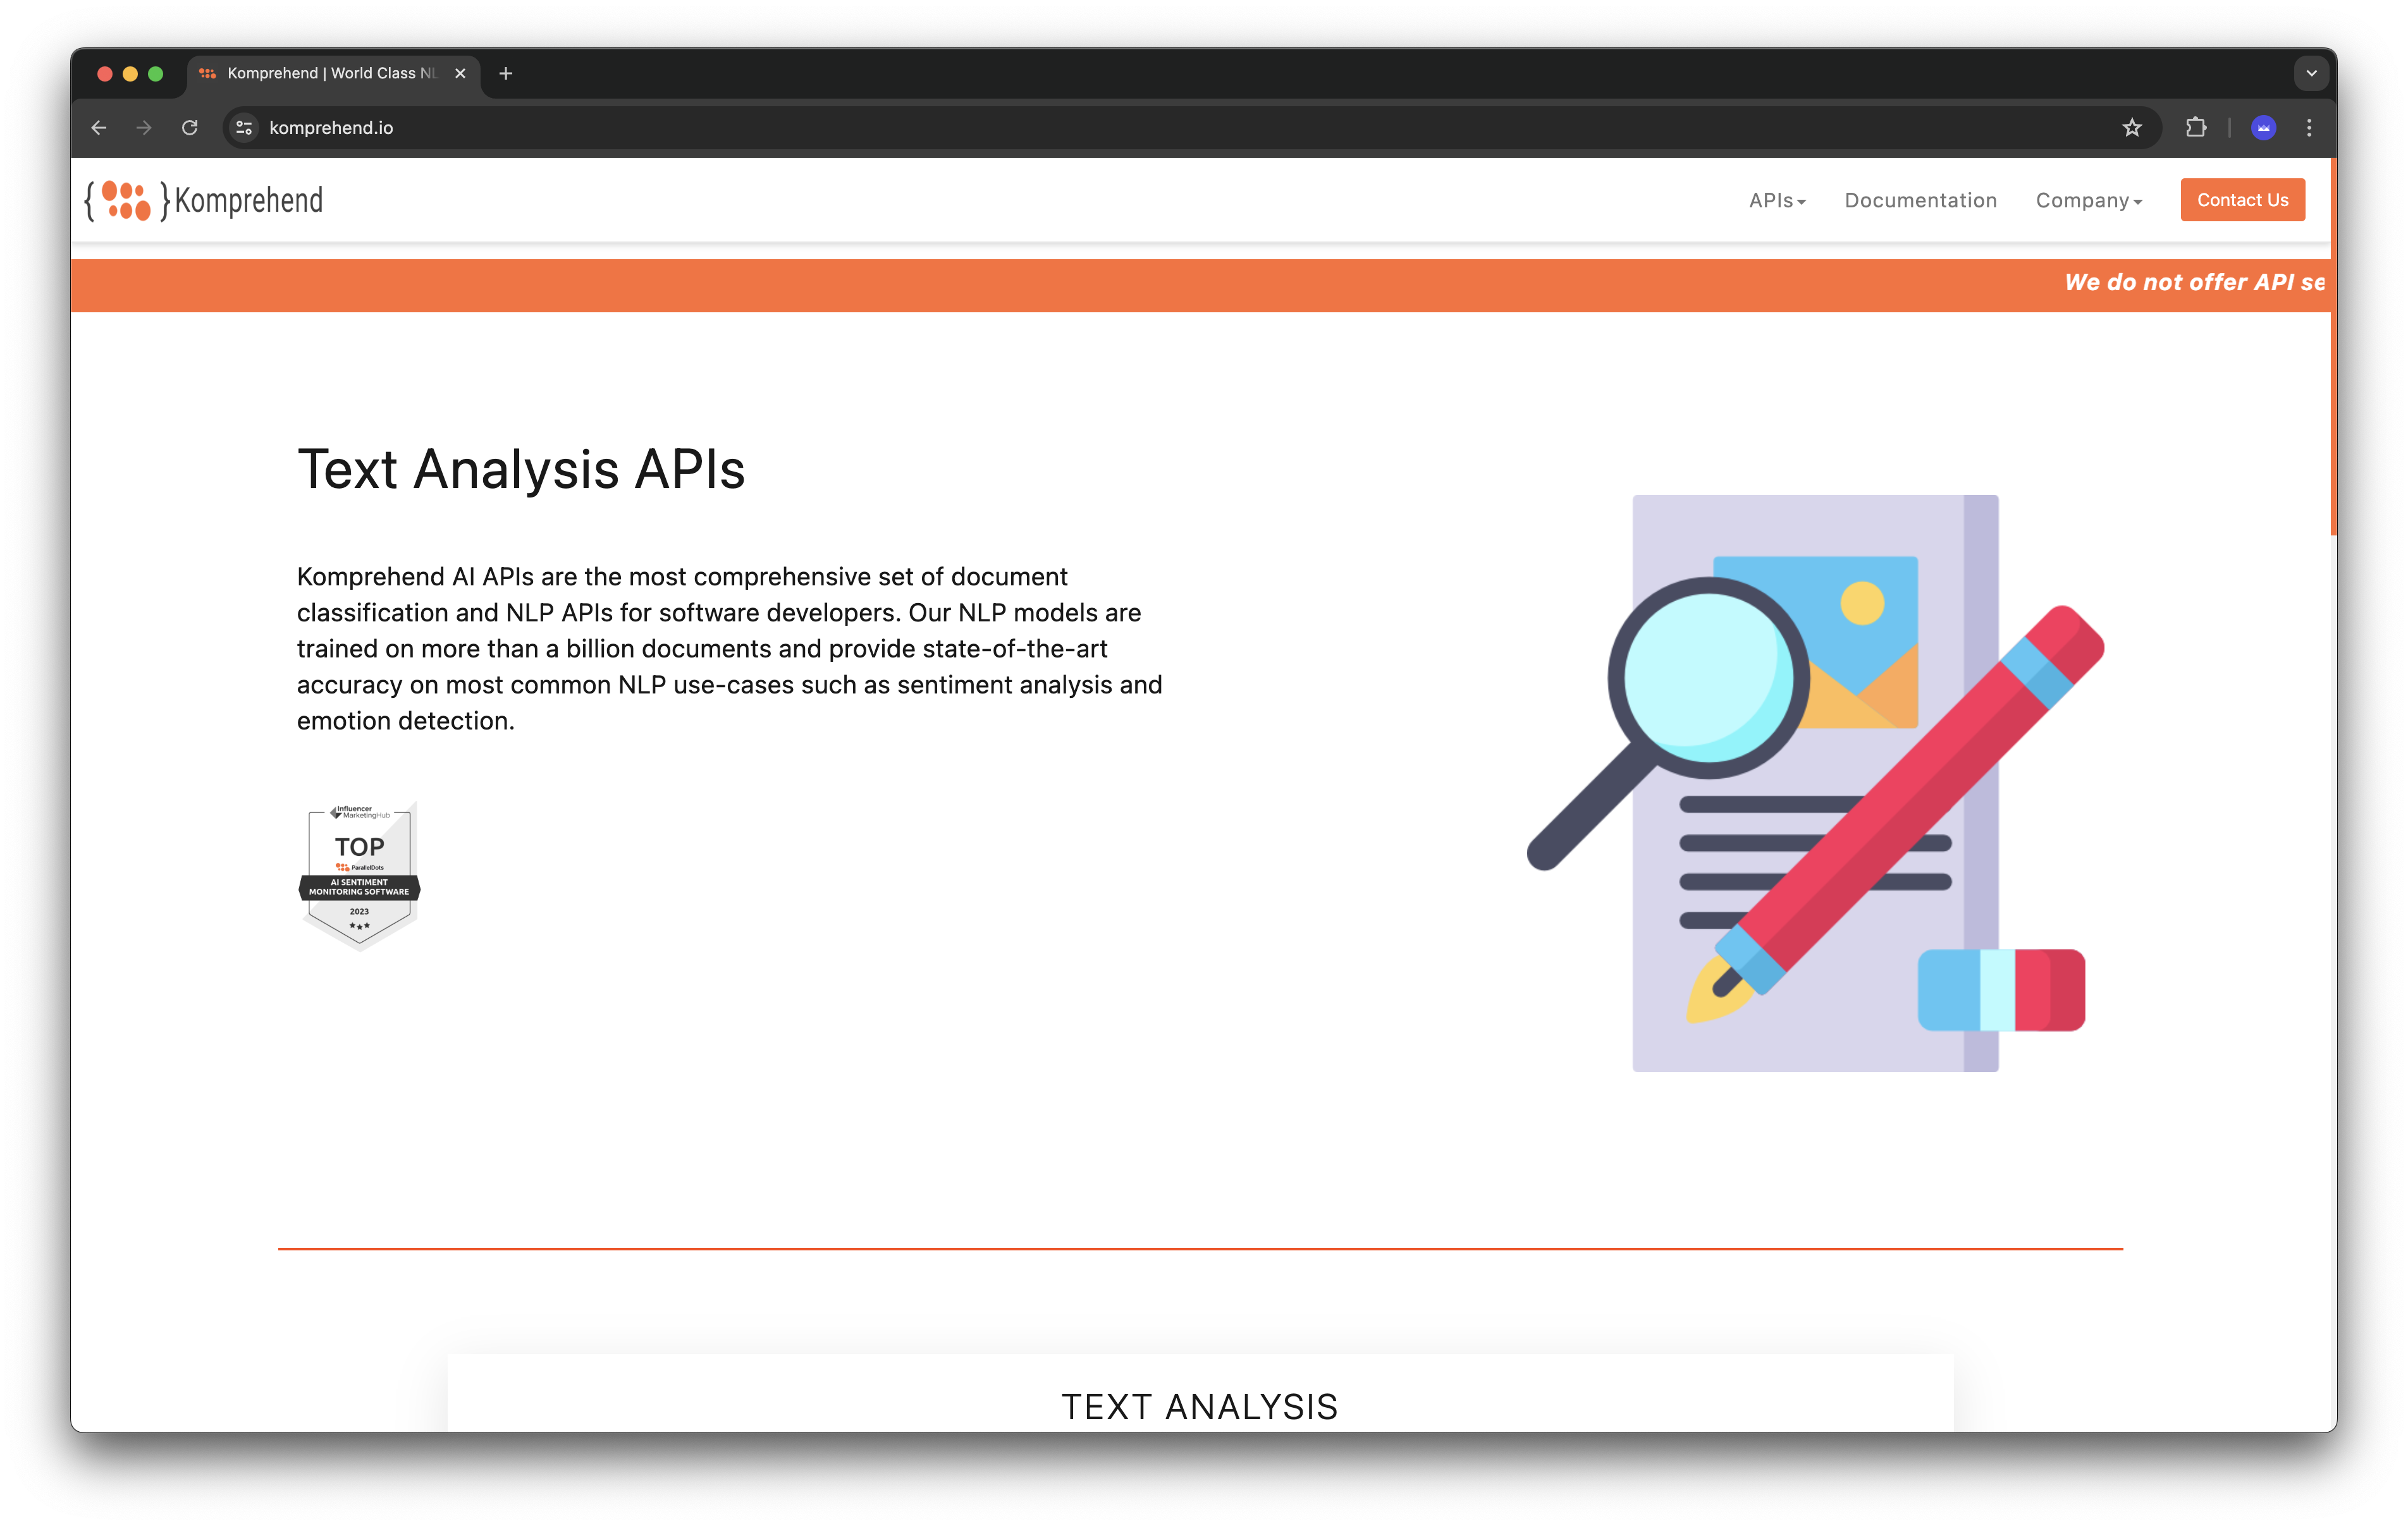 Komprehend | World Class NL
komprehend.io
Komprehend
APIs
Documentation
Company
Contact Us
We do not offer API se
Text Analysis APIs
Komprehend AI APIs are the most comprehensive set of document
classification and NLP APIs for software developers. Our NLP models are
trained on more than a billion documents and provide state-of-the-art
accuracy on most common NLP use-cases such as sentiment analysis and
emotion detection.
Influencer
MarketingHub
TOP
ParallelDots
AI SENTIMENT
MONITORING SOFTWARE
2023
TEXT ANALYSIS